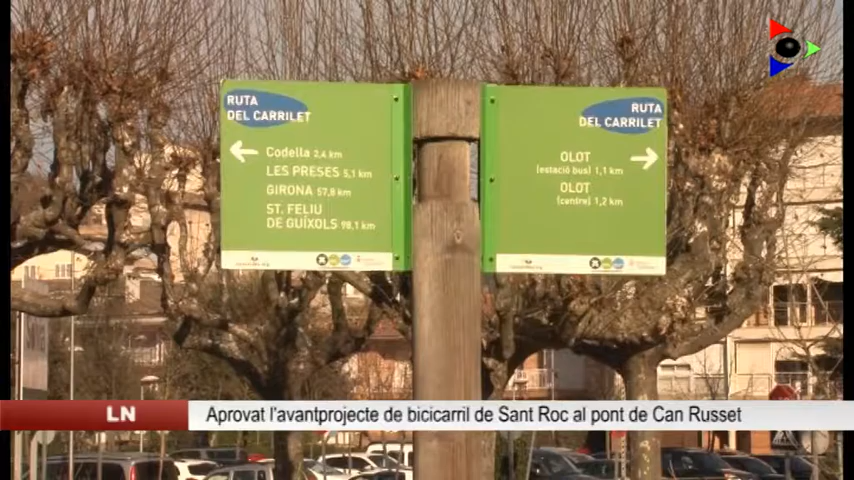 RUTA
DEL CARRILET
Codella 2,4 km
LES PRESES 5,1 km
GIRONA 57,8 km
ST. FELIU
DE GUÍXOLS 98,1 km
RUTA
DEL CARRILET
OLOT
(estació bus) 1,1 km
OLOT
(centre) 1,2 km
LN
Aprovat l'avantprojecte de bicicarril de Sant Roc al pont de Can Russet